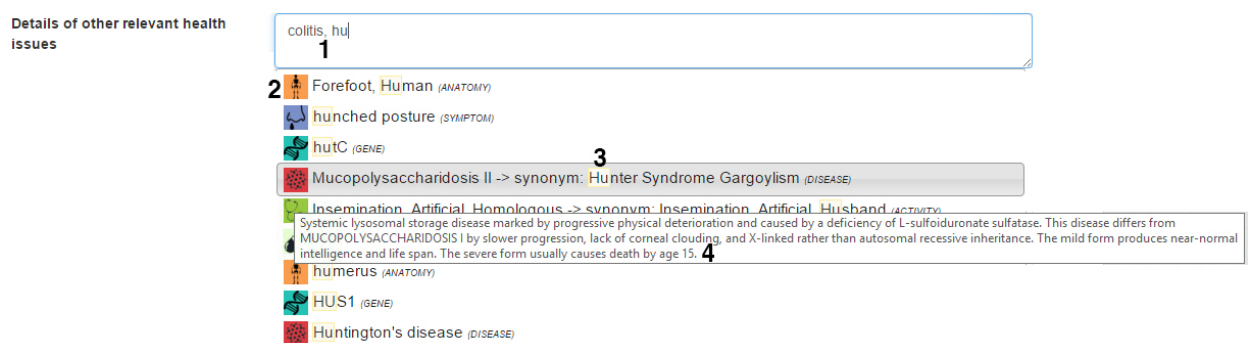 Details of other relevant health
issues
colitis, hu
1
2 Forefoot, Human (ANATOMY)
hunched posture (SYMPTOM)
hutC (GENE)
3
Mucopolysaccharidosis II -> synonym: Hunter Syndrome Gargoylism (DISEASE)
Insemination, Artificial, Homologous -> synonym: Insemination, Artificial, Husband (ACTIVITY)
Systemic lysosomal storage disease marked by progressive physical deterioration and caused by a deficiency of L-sulfoiduronate sulfatase. This disease differs from
MUCOPOLYSACCHARIDOSIS I by slower progression, lack of corneal clouding, and X-linked rather than autosomal recessive inheritance. The mild form produces near-normal
intelligence and life span. The severe form usually causes death by age 15. 4
humerus (ANATOMY)
HUS1 (GENE)
Huntington's disease (DISEASE)